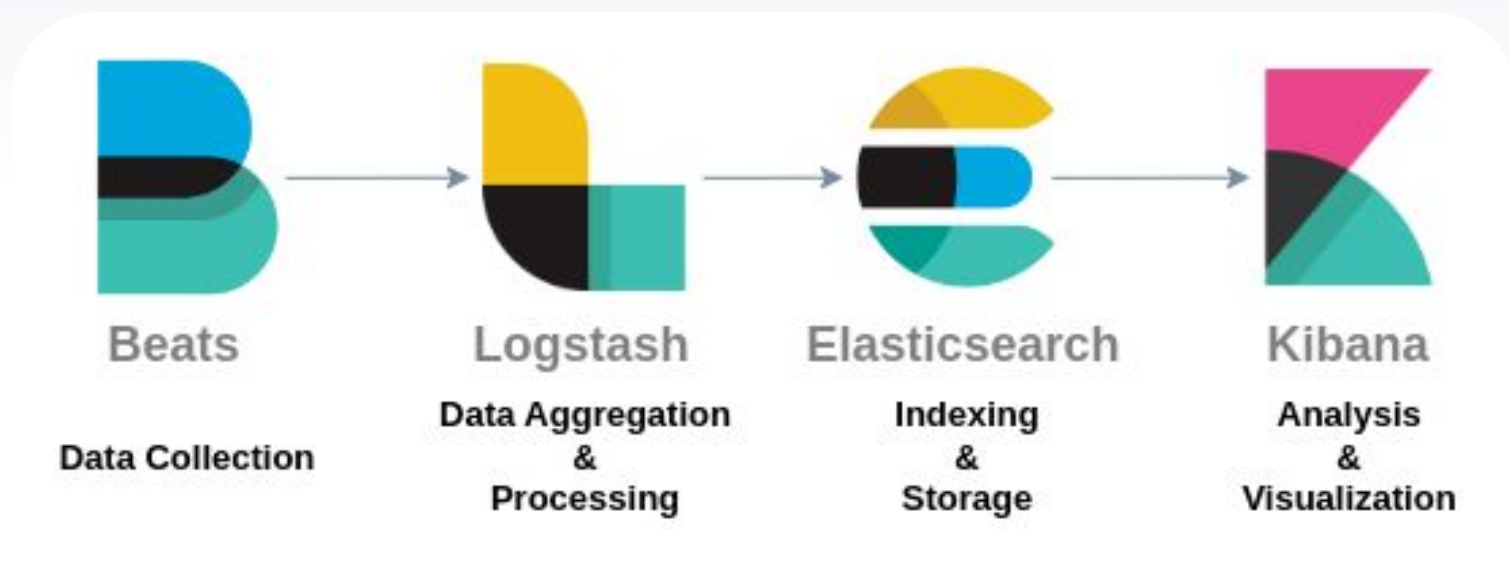 Beats
Data Collection
Logstash
Data Aggregation
&
Processing
Elasticsearch
Indexing
&
Storage
Kibana
Analysis
&
Visualization